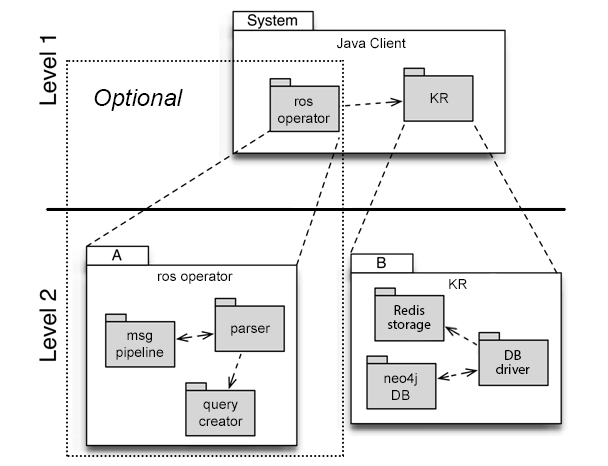 System
Level 1
Java Client
Optional
ros
operator
KR
Level 2
A
ros operator
msg
pipeline
parser
query
creator
B
KR
Redis
storage
DB
driver
neo4j
DB